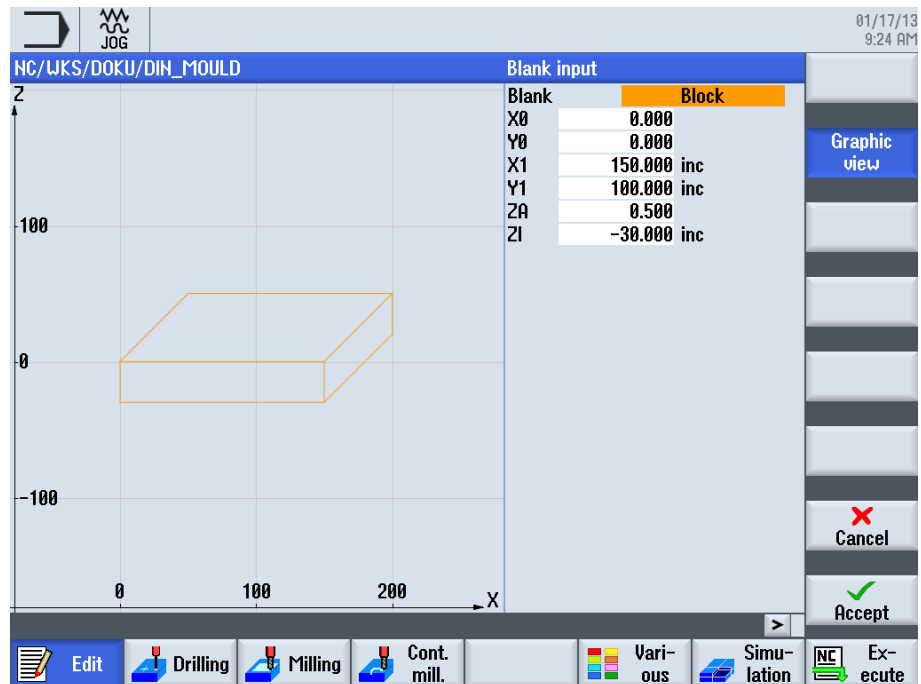 JOG
01/17/13
9:24 AM
NC/WKS/DOKU/DIN_MOULD
Blank input
Z
100
0
-100
0 100 200 X
Blank Block
X0 0.000
Y0 0.000
X1 150.000 inc
Y1 100.000 inc
ZA 0.500
ZI -30.000 inc
Graphic
view
Cancel
Accept
>
Edit
Drilling
Milling
Cont.
mill.
Vari-
ous
Simu-
lation
NC
Ex-
ecute